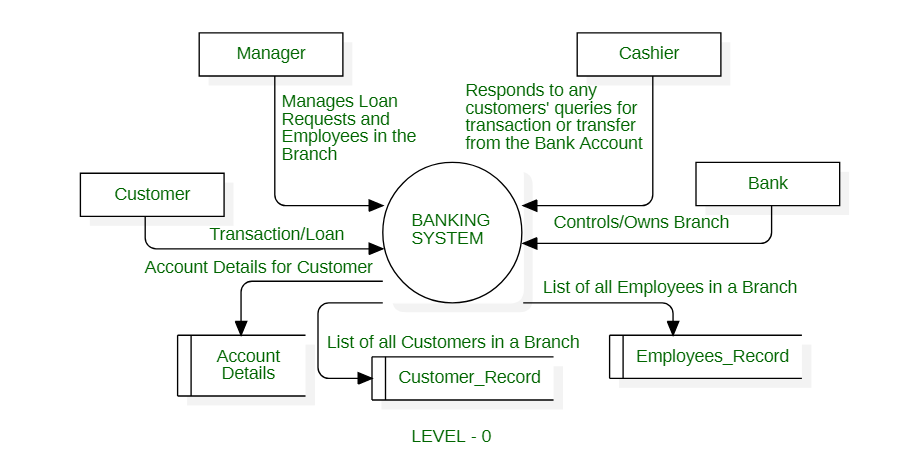 Manager
Cashier
Manages Loan
Requests and
Employees in the
Branch
Responds to any
customers' queries for
transaction or transfer
from the Bank Account
Customer
Bank
BANKING
SYSTEM
Transaction/Loan
Controls/Owns Branch
Account Details for Customer
List of all Employees in a Branch
List of all Customers in a Branch
Account
Details
Customer_Record
Employees_Record
LEVEL - 0